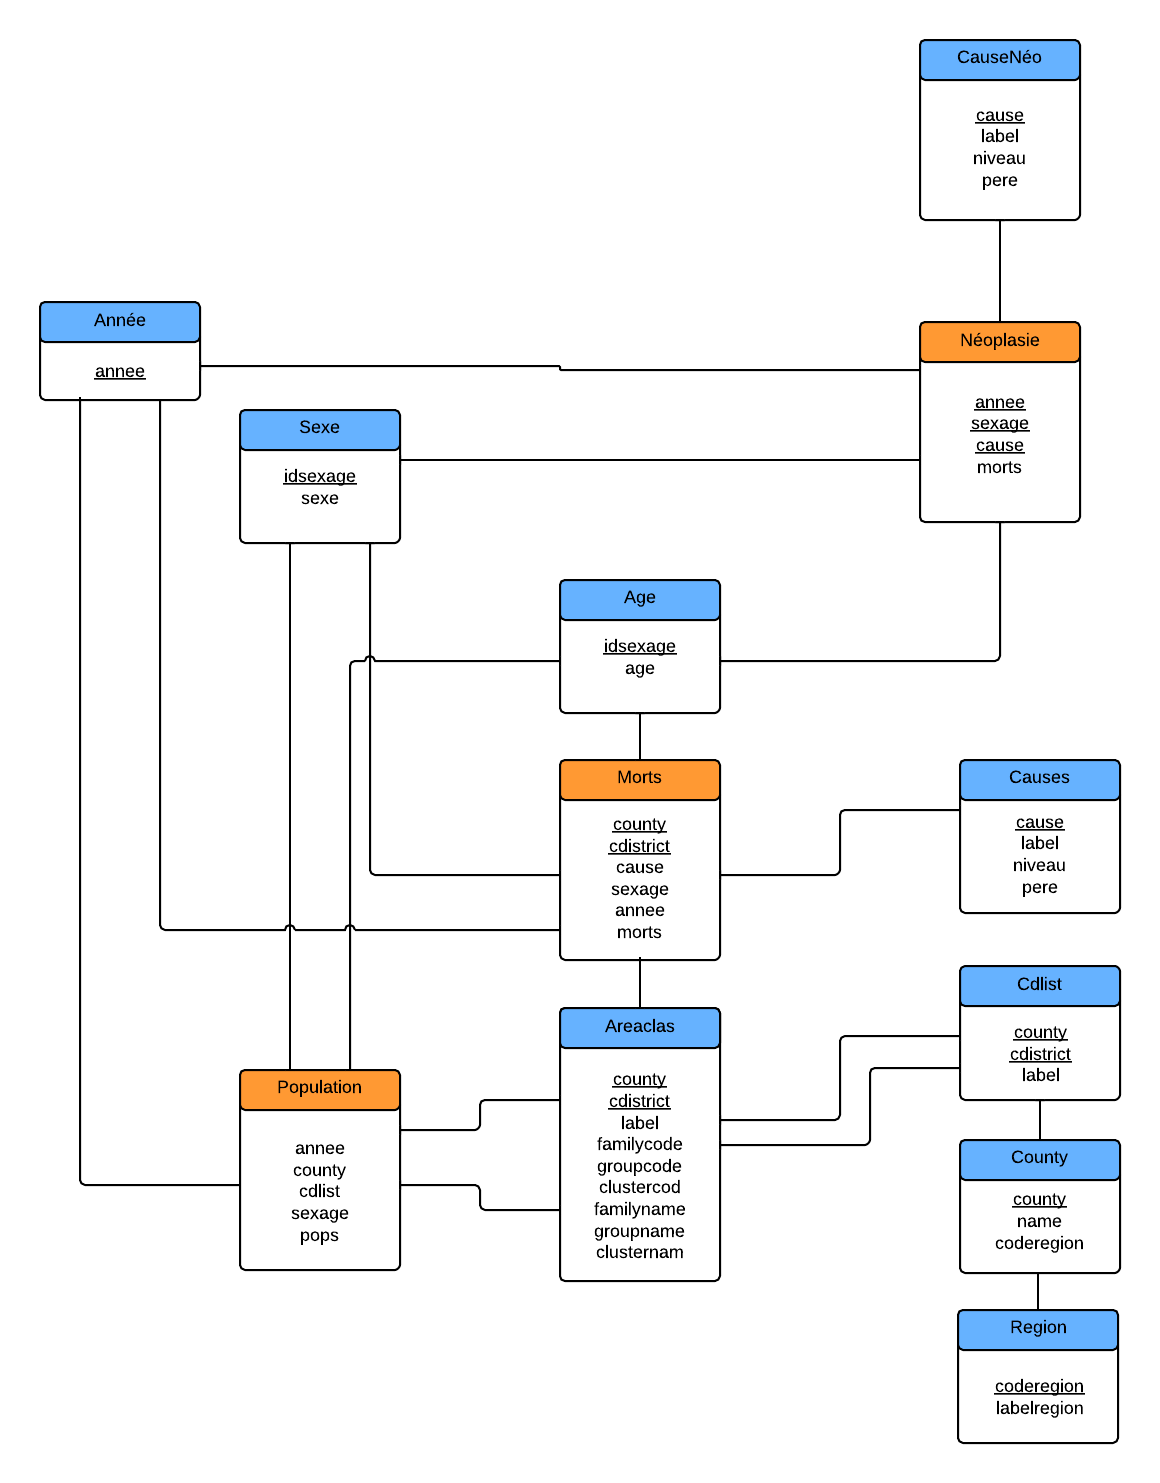 CauseNéo
cause
label
niveau
pere
Année
annee
Néoplasie
annee
sexage
cause
morts
Sexe
idsexage
sexe
Age
idsexage
age
Morts
county
cdistrict
cause
sexage
annee
morts
Causes
cause
label
niveau
pere
Cdlist
county
cdistrict
label
Areaclas
county
cdistrict
label
familycode
groupcode
clustercod
familyname
groupname
clusternam
Population
annee
county
cdlist
sexage
pops
County
county
name
coderegion
Region
coderegion
labelregion